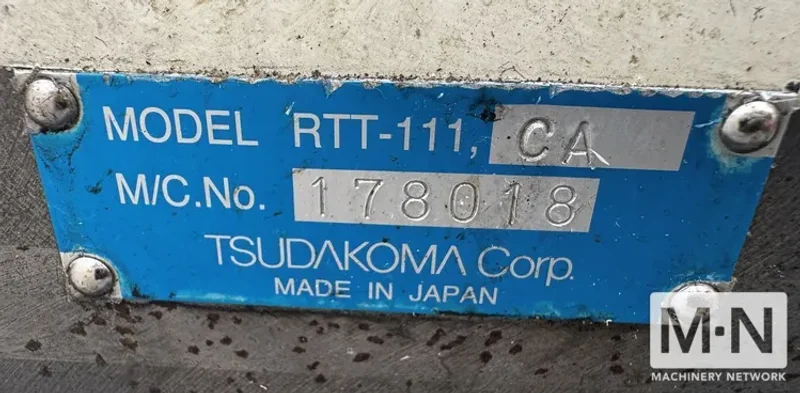 MODEL RTT-111, CA
M/C.No. 178018
TSUDAKOMA Corp.
MADE IN JAPAN
M·N
MACHINERY NETWORK